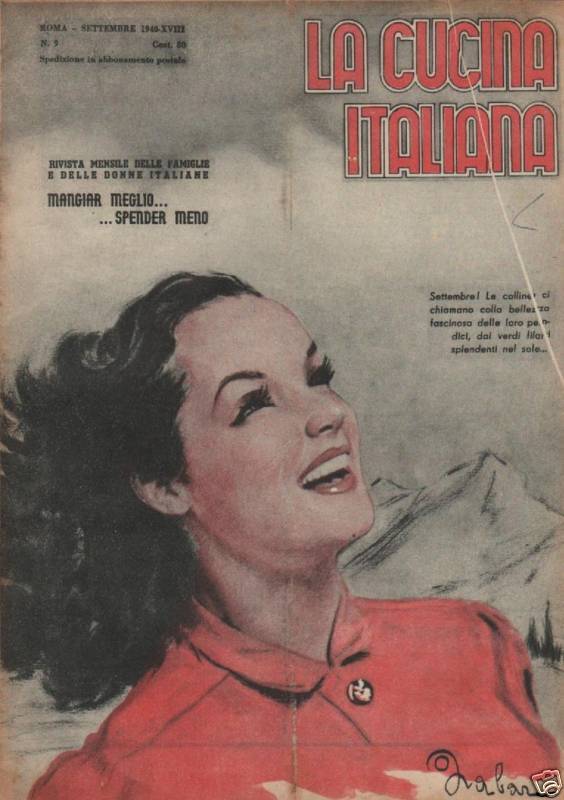 ROMA - SETTEMBRE 1940-XVIII
N. 9 Cent. 80
Spedizione in abbonamento postale
LA CUCINA
ITALIANA
RIVISTA MENSILE DELLE FAMIGLIE
E DELLE DONNE ITALIANE
MANGIAR MEGLIO...
...SPENDER MENO
Settembre! Le colline ci
chiamano colla bellezza
fascinosa delle loro pen-
dici, dai verdi filari
splendenti nel sole...